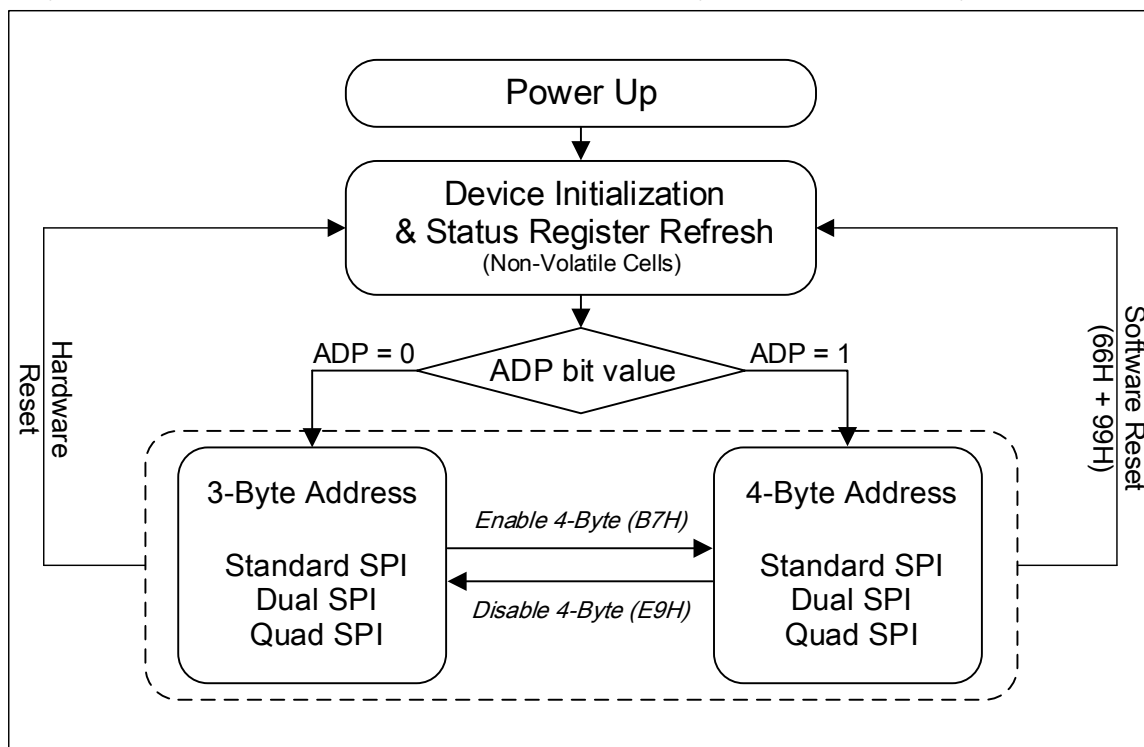 Power Up
Device Initialization
& Status Register Refresh
(Non-Volatile Cells)
Hardware
Reset
Software Reset
(66H + 99H)
ADP = 0
ADP bit value
ADP = 1
3-Byte Address
Standard SPI
Dual SPI
Quad SPI
Enable 4-Byte (B7H)
Disable 4-Byte (E9H)
4-Byte Address
Standard SPI
Dual SPI
Quad SPI